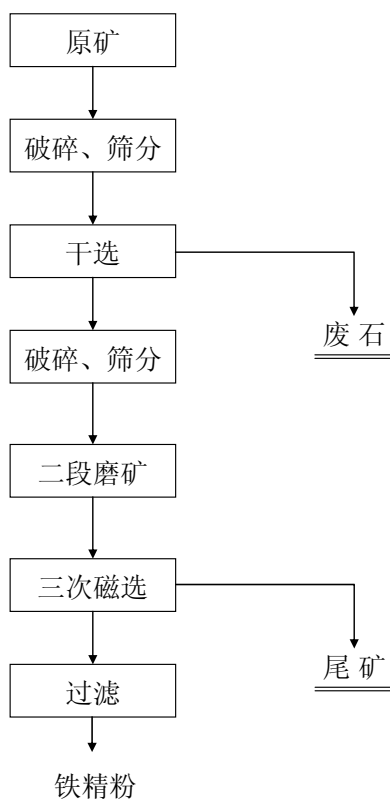 原矿
破碎、筛分
干选
废石
破碎、筛分
二段磨矿
三次磁选
尾矿
过滤
铁精粉